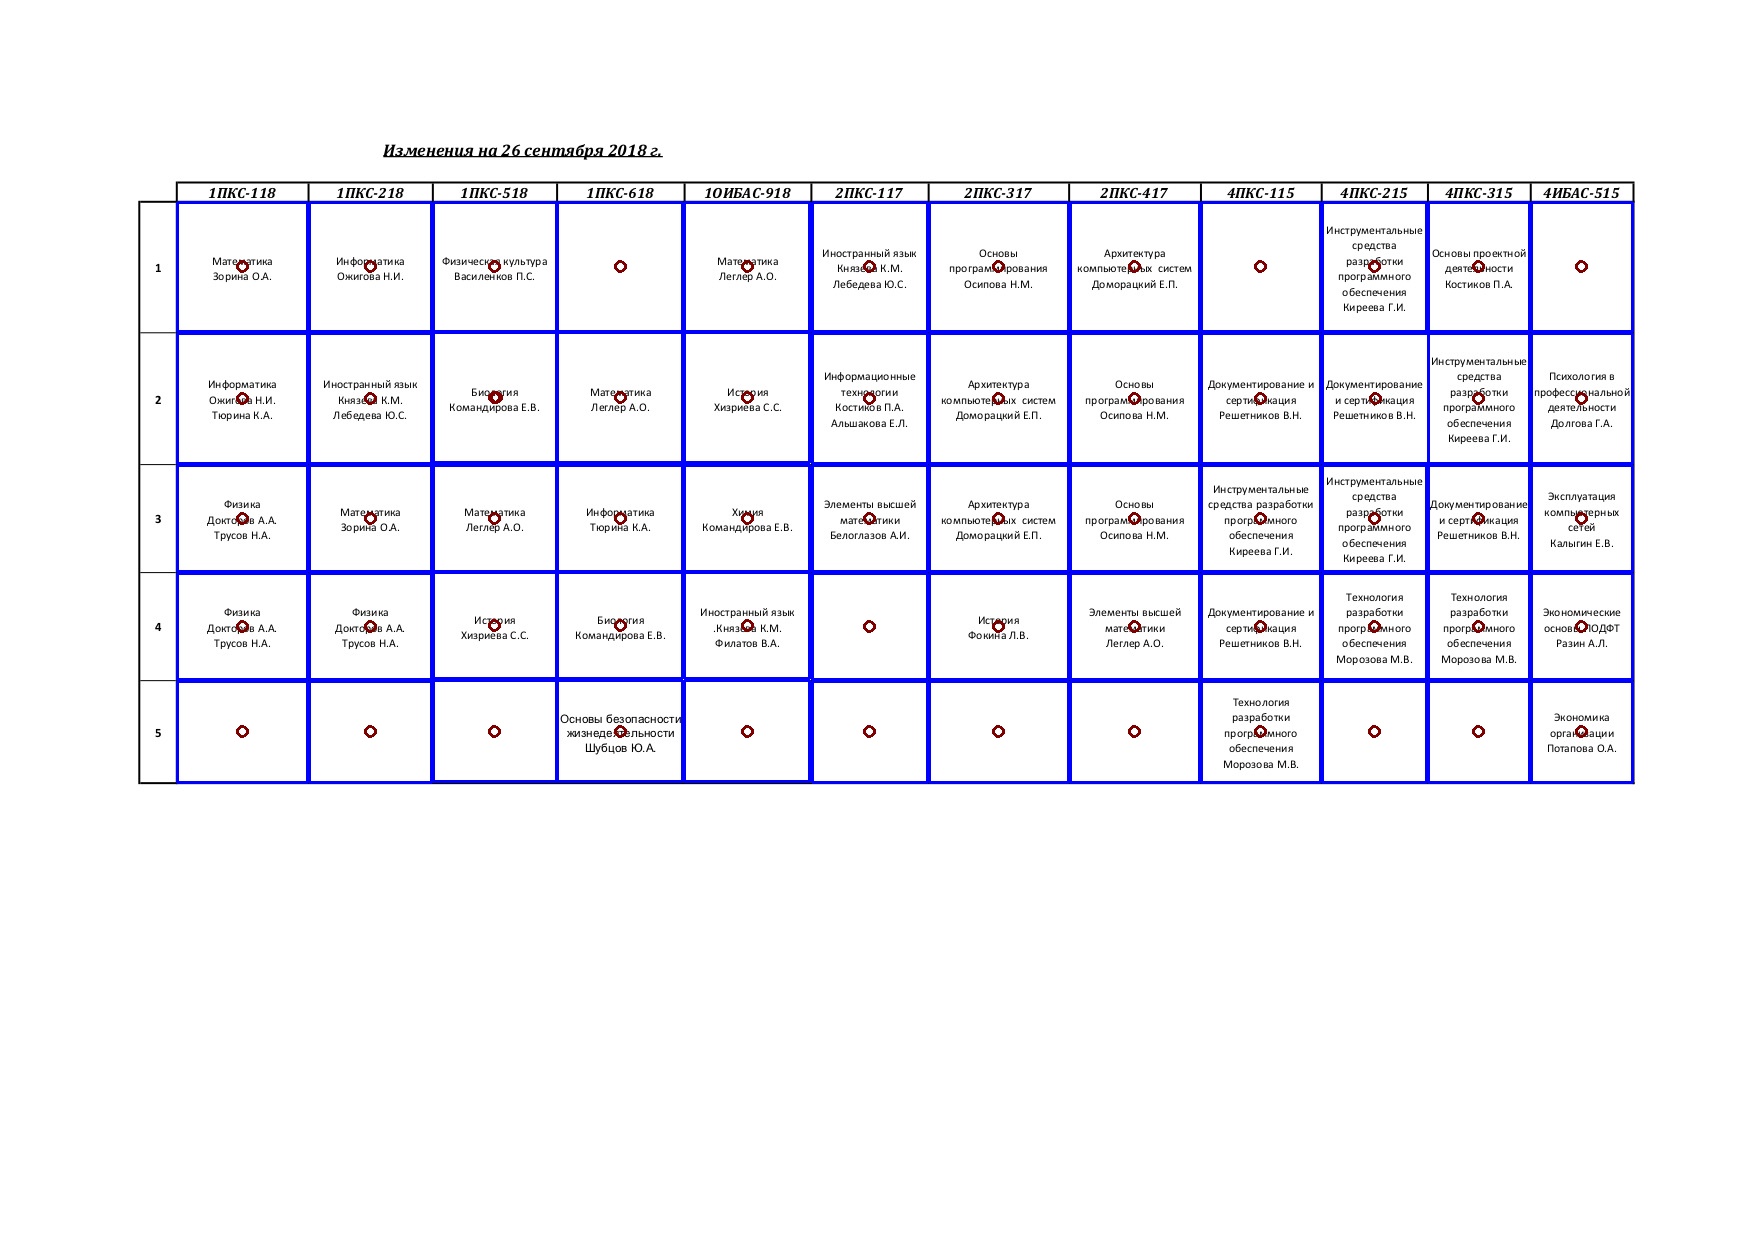 Изменения на 26 сентября 2018 г.
1ПКС-118 1ПКС-218 1ПКС-518 1ПКС-618 1ОИБАС-918 2ПКС-117 2ПКС-317 2ПКС-417 4ПКС-115 4ПКС-215 4ПКС-315 4ИБАС-515
1
Математика
Зорина О.А.
Информатика
Ожигова Н.И.
Физическая культура
Василенков П.С.
Математика
Леглер А.О.
Иностранный язык
Князева К.М.
Лебедева Ю.С.
Основы
программирования
Осипова Н.М.
Архитектура
компьютерных систем
Доморацкий Е.П.
Инструментальные
средства
разработки
программного
обеспечения
Киреева Г.И.
Основы проектной
деятельности
Костиков П.А.
2
Информатика
Ожигова Н.И.
Тюрина К.А.
Иностранный язык
Князева К.М.
Лебедева Ю.С.
Биология
Командирова Е.В.
Математика
Леглер А.О.
История
Хизриева С.С.
Информационные
технологии
Костиков П.А.
Альшакова Е.Л.
Архитектура
компьютерных систем
Доморацкий Е.П.
Основы
программирования
Осипова Н.М.
Документирование и
сертификация
Решетников В.Н.
Документирование
и сертификация
Решетников В.Н.
Инструментальные
средства
разработки
программного
обеспечения
Киреева Г.И.
Психология в
профессиональной
деятельности
Долгова Г.А.
3
Физика
Докторов А.А.
Трусов Н.А.
Математика
Зорина О.А.
Математика
Леглер А.О.
Информатика
Тюрина К.А.
Химия
Командирова Е.В.
Элементы высшей
математики
Белоглазов А.И.
Архитектура
компьютерных систем
Доморацкий Е.П.
Основы
программирования
Осипова Н.М.
Инструментальные
средства разработки
программного
обеспечения
Киреева Г.И.
Инструментальные
средства
разработки
программного
обеспечения
Киреева Г.И.
Документирование
и сертификация
Решетников В.Н.
Эксплуатация
компьютерных
сетей
Калыгин Е.В.
4
Физика
Докторов А.А.
Трусов Н.А.
Физика
Докторов А.А.
Трусов Н.А.
История
Хизриева С.С.
Биология
Командирова Е.В.
Иностранный язык
.Князева К.М.
Филатов В.А.
История
Фокина Л.В.
Элементы высшей
математики
Леглер А.О.
Документирование и
сертификация
Решетников В.Н.
Технология
разработки
программного
обеспечения
Морозова М.В.
Технология
разработки
программного
обеспечения
Морозова М.В.
Экономические
основы ПОДФТ
Разин А.Л.
5
Основы безопасности
жизнедеятельности
Шубцов Ю.А.
Технология
разработки
программного
обеспечения
Морозова М.В.
Экономика
организации
Потапова О.А.